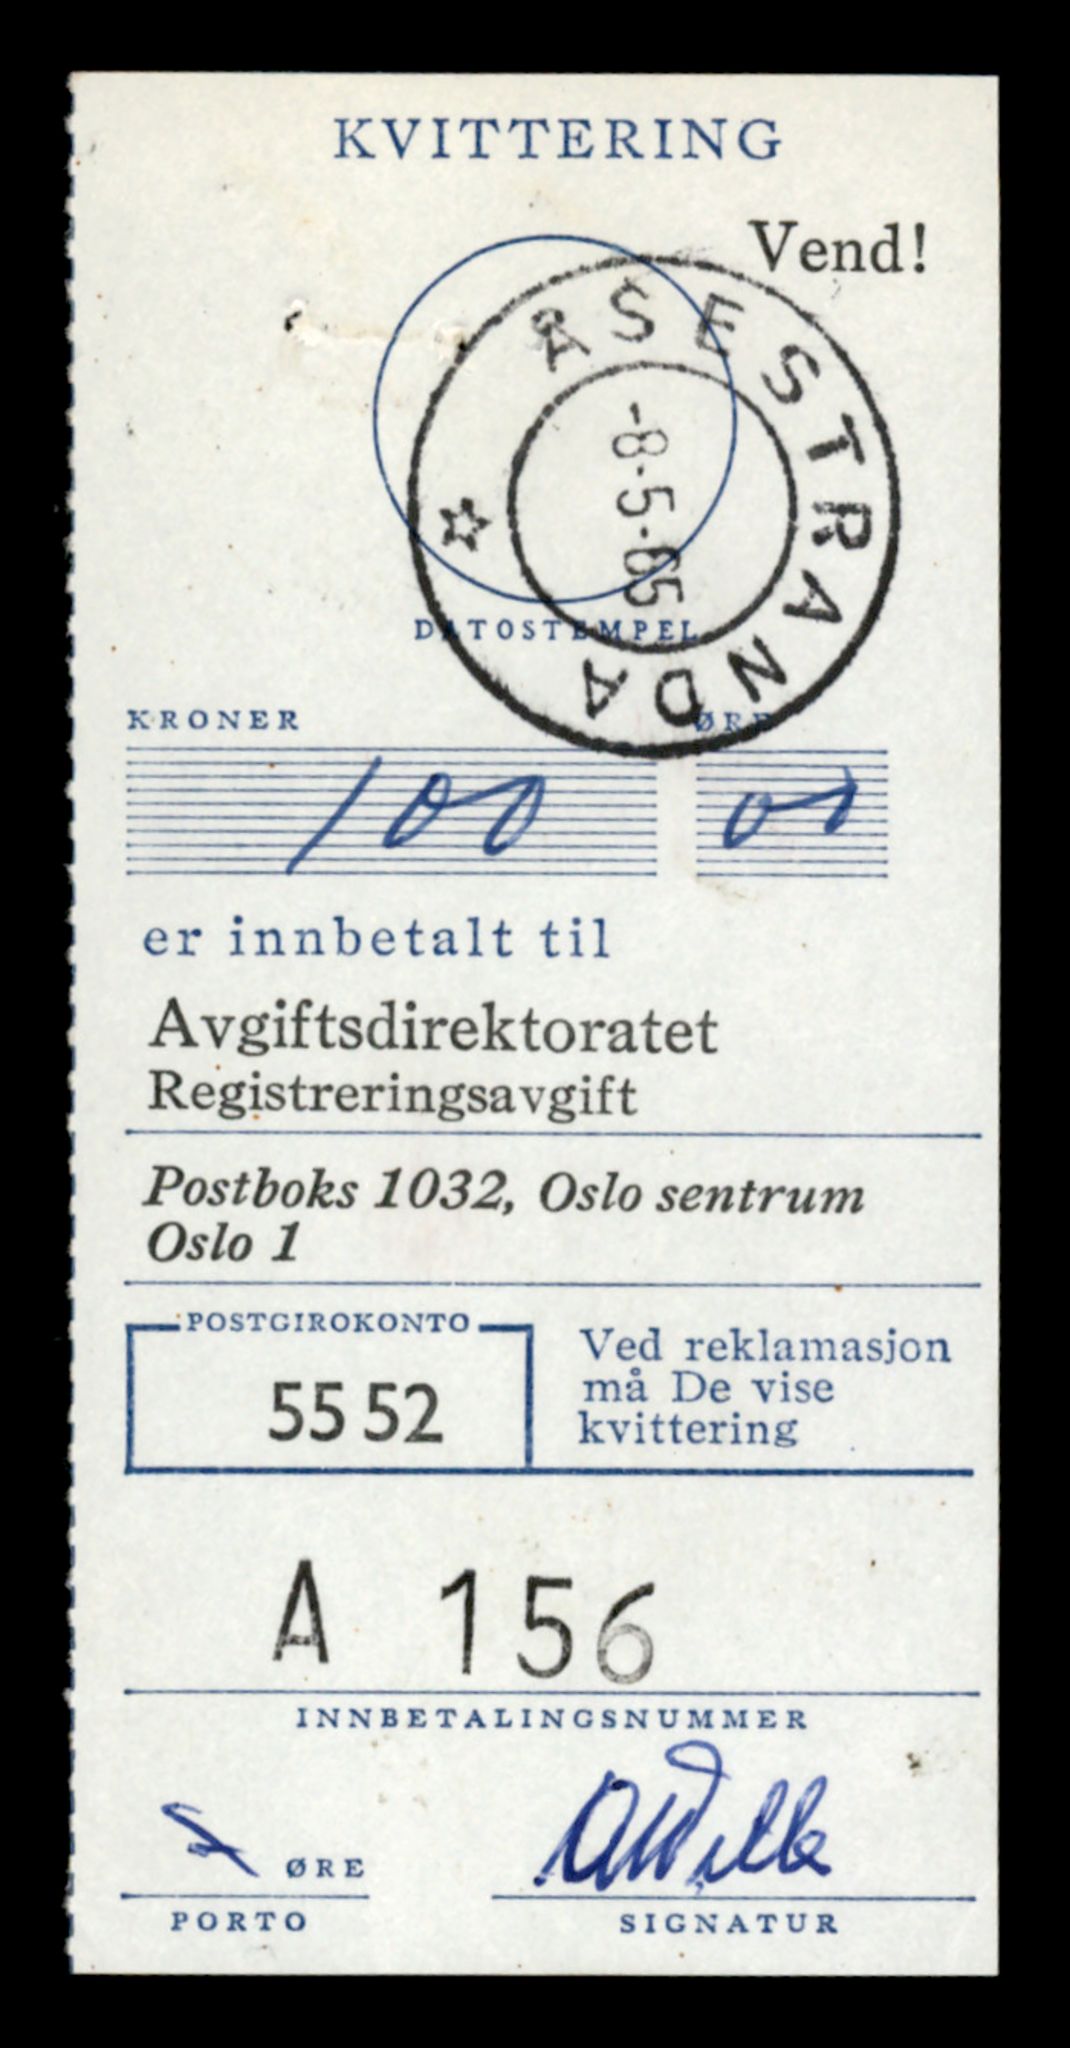 KVITTERING
Vend!
ÅSESTRANDA
-8-5-65
DATOSTEMPEL
KRONER ØRE
100 00
er innbetalt til
Avgiftsdirektoratet
Registreringsavgift
Postboks 1032, Oslo sentrum
Oslo 1
POSTGIROKONTO
55 52
Ved reklamasjon
må De vise
kvittering
A 156
INNBETALINGSNUMMER
ØRE
PORTO
SIGNATUR